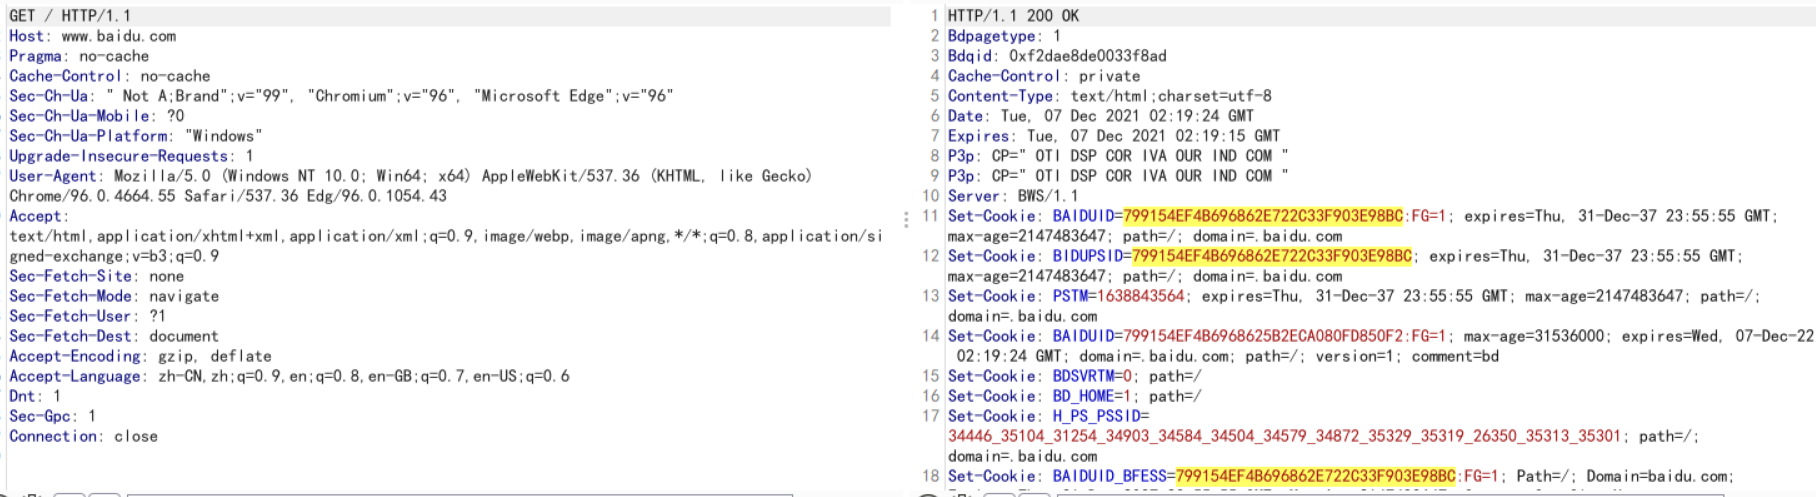 GET / HTTP/1.1
Host: www.baidu.com
Pragma: no-cache
Cache-Control: no-cache
Sec-Ch-Ua: " Not A;Brand";v="99", "Chromium";v="96", "Microsoft Edge";v="96"
Sec-Ch-Ua-Mobile: ?0
Sec-Ch-Ua-Platform: "Windows"
Upgrade-Insecure-Requests: 1
User-Agent: Mozilla/5.0 (Windows NT 10.0; Win64; x64) AppleWebKit/537.36 (KHTML, like Gecko)
Chrome/96.0.4664.55 Safari/537.36 Edg/96.0.1054.43
Accept:
text/html,application/xhtml+xml,application/xml;q=0.9,image/webp,image/apng,*/*;q=0.8,application/si
gned-exchange;v=b3;q=0.9
Sec-Fetch-Site: none
Sec-Fetch-Mode: navigate
Sec-Fetch-User: ?1
Sec-Fetch-Dest: document
Accept-Encoding: gzip, deflate
Accept-Language: zh-CN,zh;q=0.9,en;q=0.8,en-GB;q=0.7,en-US;q=0.6
Dnt: 1
Sec-Gpc: 1
Connection: close
1 HTTP/1.1 200 OK
2 Bdpagetype: 1
3 Bdqid: 0xf2dae8de0033f8ad
4 Cache-Control: private
5 Content-Type: text/html;charset=utf-8
6 Date: Tue, 07 Dec 2021 02:19:24 GMT
7 Expires: Tue, 07 Dec 2021 02:19:15 GMT
8 P3p: CP=" OTI DSP COR IVA OUR IND COM "
9 P3p: CP=" OTI DSP COR IVA OUR IND COM "
10 Server: BWS/1.1
11 Set-Cookie: BAIDUID=799154EF4B696862E722C33F903E98BC:FG=1; expires=Thu, 31-Dec-37 23:55:55 GMT;
max-age=2147483647; path=/; domain=.baidu.com
12 Set-Cookie: BIDUPSID=799154EF4B696862E722C33F903E98BC; expires=Thu, 31-Dec-37 23:55:55 GMT;
max-age=2147483647; path=/; domain=.baidu.com
13 Set-Cookie: PSTM=1638843564; expires=Thu, 31-Dec-37 23:55:55 GMT; max-age=2147483647; path=/;
domain=.baidu.com
14 Set-Cookie: BAIDUID=799154EF4B6968625B2ECA080FD850F2:FG=1; max-age=31536000; expires=Wed, 07-Dec-22
02:19:24 GMT; domain=.baidu.com; path=/; version=1; comment=bd
15 Set-Cookie: BDSVRTM=0; path=/
16 Set-Cookie: BD_HOME=1; path=/
17 Set-Cookie: H_PS_PSSID=
34446_35104_31254_34903_34584_34504_34579_34872_35329_35319_26350_35313_35301; path=/;
domain=.baidu.com
18 Set-Cookie: BAIDUID_BFESS=799154EF4B696862E722C33F903E98BC:FG=1; Path=/; Domain=baidu.com;